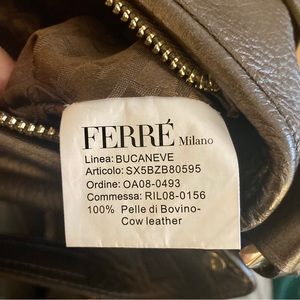 FERRÉ Milano
Linea: BUCANEVE
Articolo: SX5BZB80595
Ordine: OA08-0493
Commessa: RIL08-0156
100% Pelle di Bovino-
Cow leather